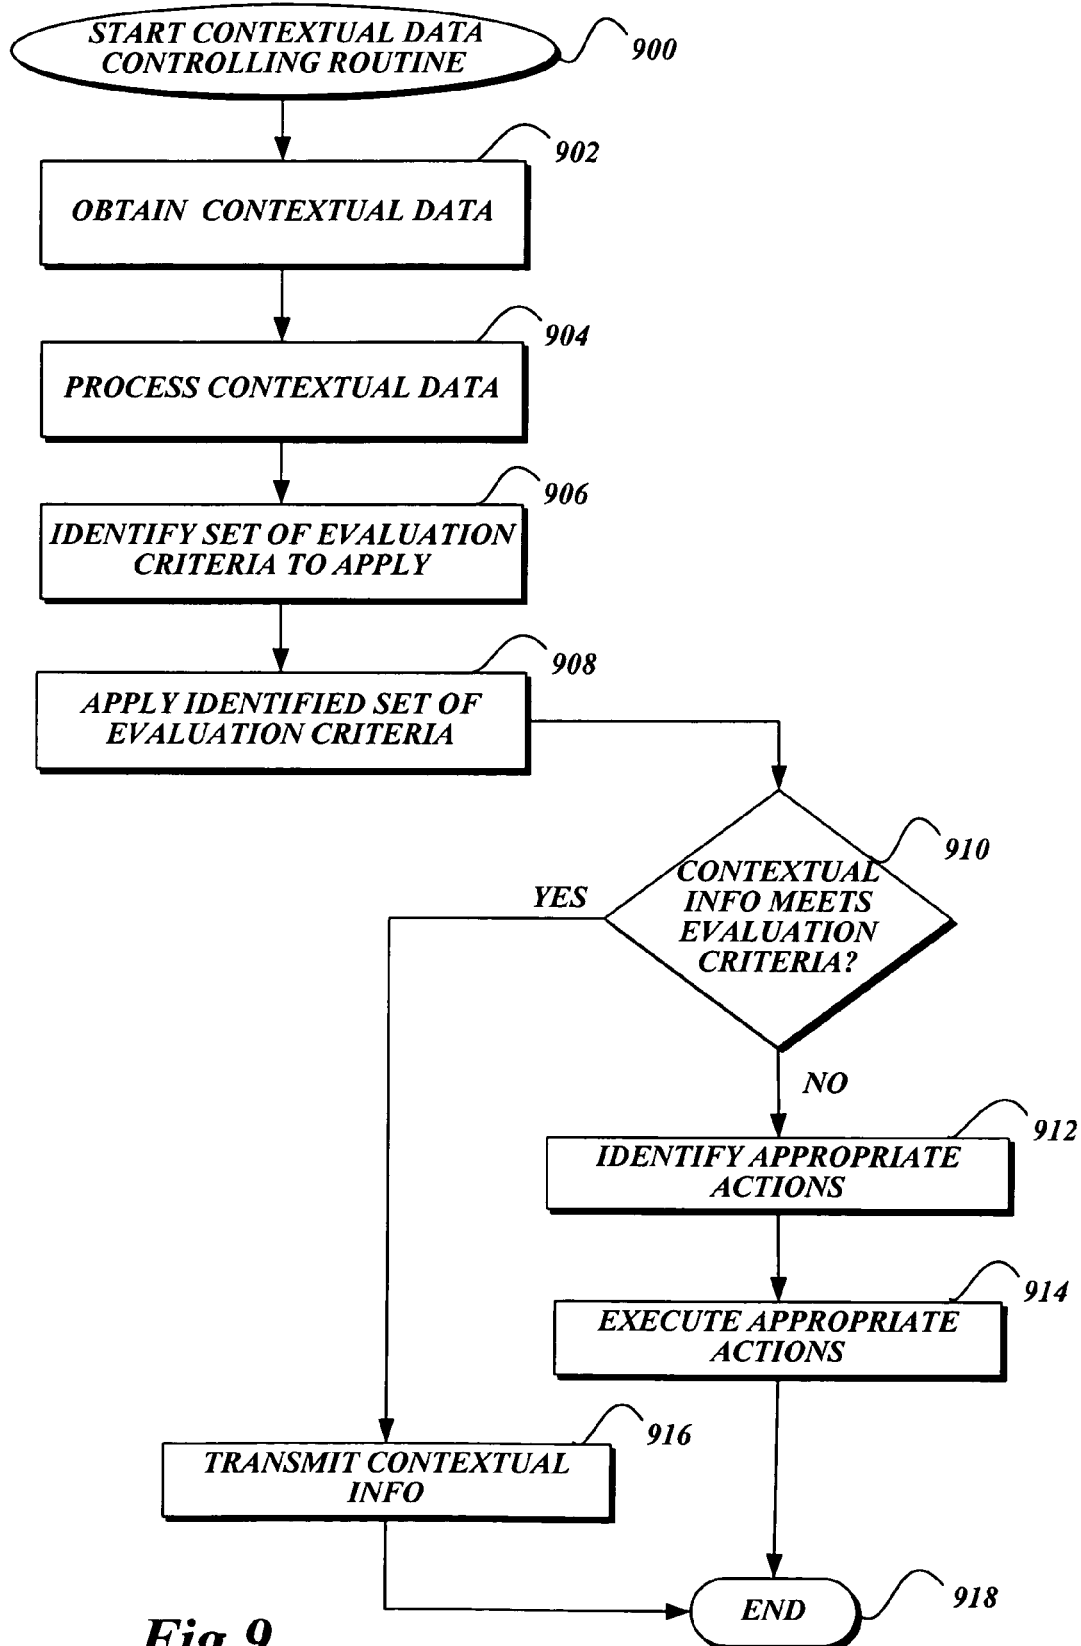 START CONTEXTUAL DATA
CONTROLLING ROUTINE
900
902
OBTAIN CONTEXTUAL DATA
904
PROCESS CONTEXTUAL DATA
906
IDENTIFY SET OF EVALUATION
CRITERIA TO APPLY
908
APPLY IDENTIFIED SET OF
EVALUATION CRITERIA
910
CONTEXTUAL
INFO MEETS
EVALUATION
CRITERIA?
YES
NO
912
IDENTIFY APPROPRIATE
ACTIONS
914
EXECUTE APPROPRIATE
ACTIONS
916
TRANSMIT CONTEXTUAL
INFO
918
END
Fig.9